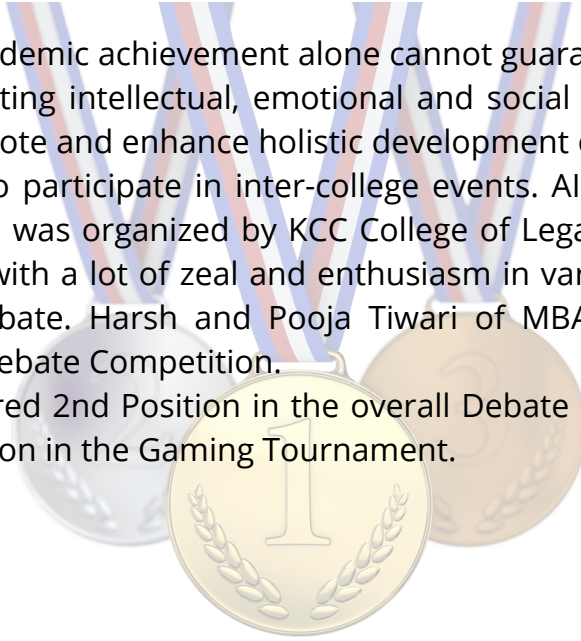 demic achievement alone cannot guara
ting intellectual, emotional and social
ote and enhance holistic development
participate in inter-college events. Al
was organized by KCC College of Lega
with a lot of zeal and enthusiasm in var
bate. Harsh and Pooja Tiwari of MBA
ebate Competition.
red 2nd Position in the overall Debate
on in the Gaming Tournament.
2
1
3